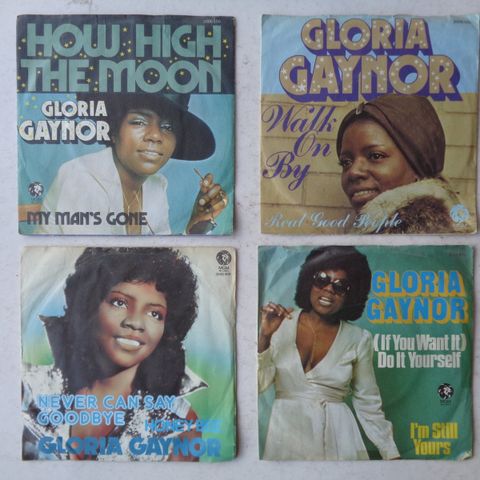 HOW HIGH
THE MOON
GLORIA
GAYNOR
MY MAN'S GONE
GLORIA
GAYNOR
Walk
On
By
Real Good People
NEVER CAN SAY
GOODBYE
HONEY BEE
GLORIA GAYNOR
MGM
GLORIA
GAYNOR
(If You Want It)
Do It Yourself
I'm Still
Yours